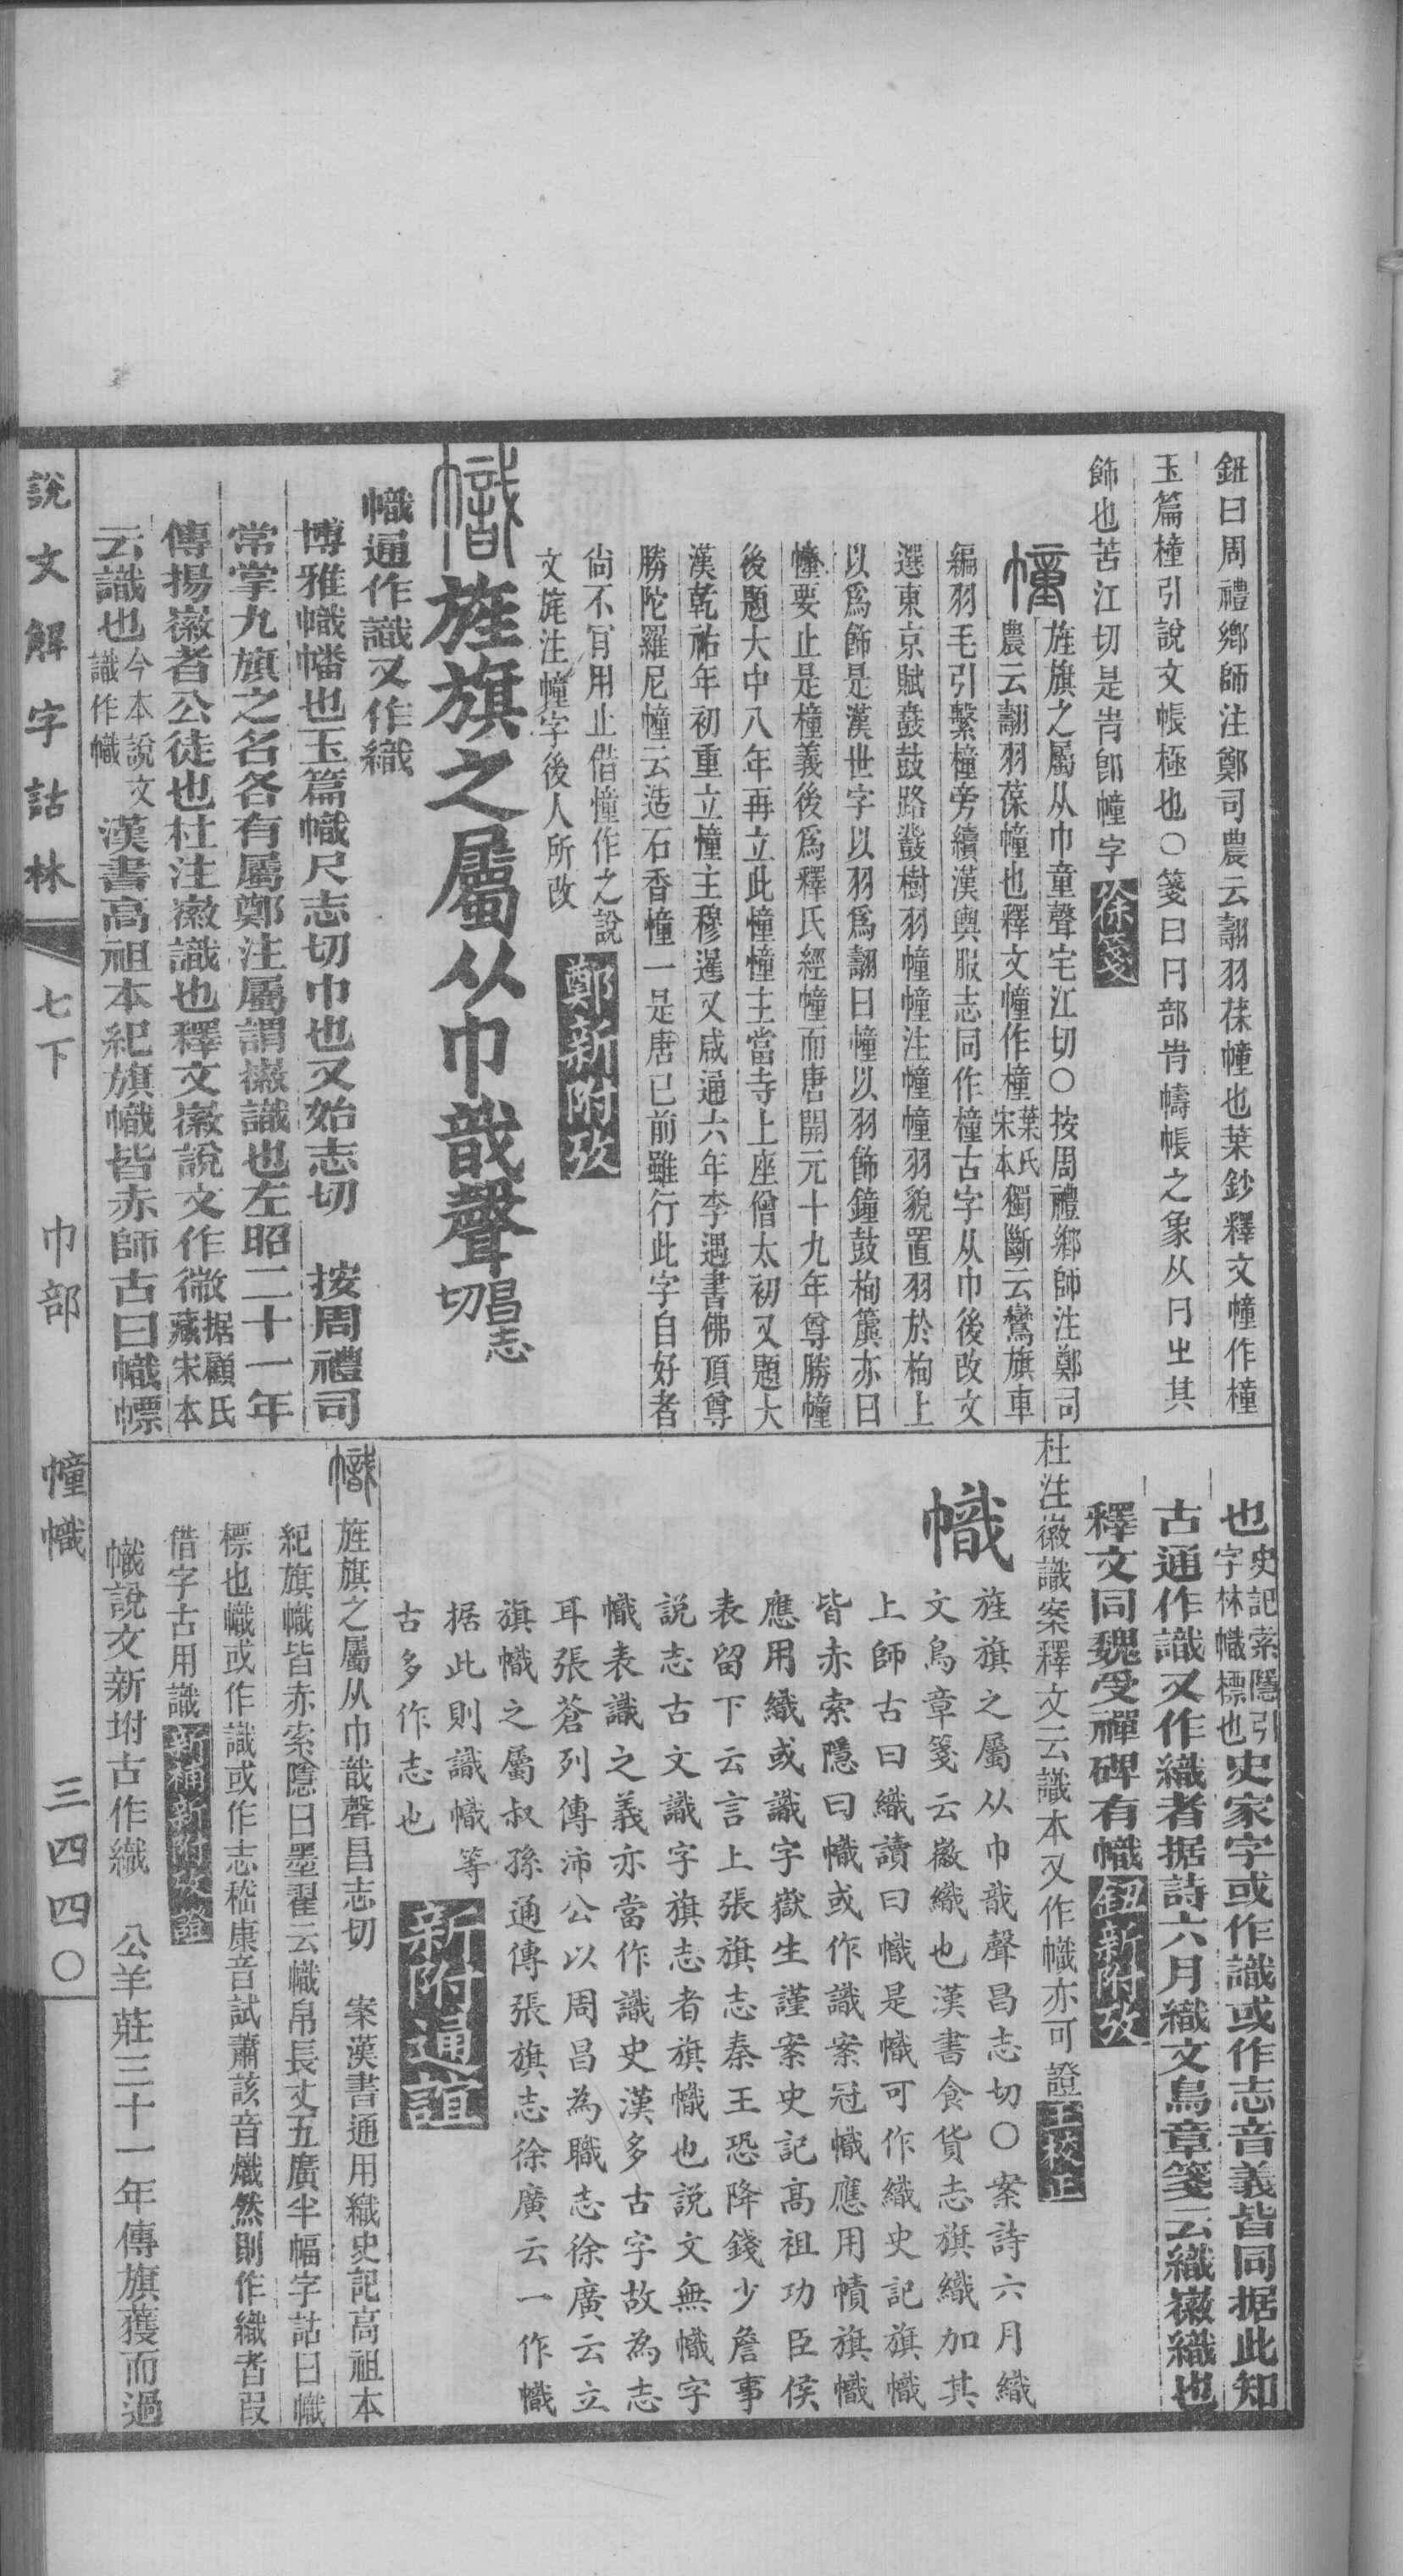 鈕曰周禮鄉師注鄭司農云翿羽葆幢也葉鈔釋文幢作橦
玉篇橦引說文帳極也〇箋曰冃部㡇幬帳之象从冃㞢其
飾也苦江切是㡇卽幢字徐箋
幢
旌旗之屬从巾童聲宅江切〇按周禮鄉師注鄭司
農云翿羽葆幢也釋文幢作橦葉氏宋本獨斷云鸞旗車
編羽毛引繫橦旁續漢輿服志同作橦古字从巾後改文
選東京賦鼖鼓路鼗樹羽幢幢注幢幢羽貌置羽於栒上
以爲飾是漢世字以羽爲翿曰幢以羽飾鐘鼓栒簴亦曰
幢要止是橦義後爲釋氏經幢而唐開元十九年尊勝幢
後題大中八年再立此幢幢主當寺上座僧太初又題大
漢乾祐年初重立憧主穆暹又咸通六年李遇書佛頂尊
勝陀羅尼幢云造石香憧一是唐已前雖行此字自好者
尙不肎用止借憧作之說
文旄注幢字後人所改
鄭新附攷
幟旌旗之屬从巾戠聲昌志切
幟通作識又作織
博雅幟幡也玉篇幟尺志切巾也又始志切 按周禮司
常掌九旗之名各有屬鄭注屬謂徽識也左昭二十一年
傳揚徽者公徒也杜注徽識也釋文徽說文作微据顧氏藏宋本
云識也今本說文識作幟 漢書高祖本紀旗幟皆赤師古曰幟幖
也史記索隱引字林幟標也史家字或作識或作志音義皆同据此知
古通作識又作織者据詩六月織文鳥章箋云織徽織也
釋文同魏受禪碑有幟鈕新附攷
杜注徽識案釋文云識本又作幟亦可證王校正
幟
旌旗之屬从巾戠聲昌志切〇案詩六月織
文鳥章箋云徽織也漢書食貨志旗織加其
上師古曰織讀曰幟是幟可作織史記旗幟
皆赤索隱曰幟或作識案冠幟應用幘旗幟
應用織或識字嶽生謹案史記高祖功臣侯
表留下云言上張旗志秦王恐降錢少詹事
説志古文識字旗志者旗幟也説文無幟字
幟表識之義亦當作識史漢多古字故為志
耳張蒼列傳沛公以周昌為職志徐廣云立
旗幟之屬叔孫通傳張旗志徐廣云一作幟
据此則識幟等
古多作志也
新附通誼
幟
旌旗之屬从巾戠聲昌志切 案漢書通用織史記高祖本
紀旗幟皆赤索隱曰墨翟云幟帛長丈五廣半幅字詁曰幟
標也幟或作識或作志嵇康音試蕭該音熾然則作織者叚
借字古用識
幟說文新坿古作織 公羊莊三十一年傳旗獲而過
說文解字詁林
七下
巾部
幢幟
三四四〇